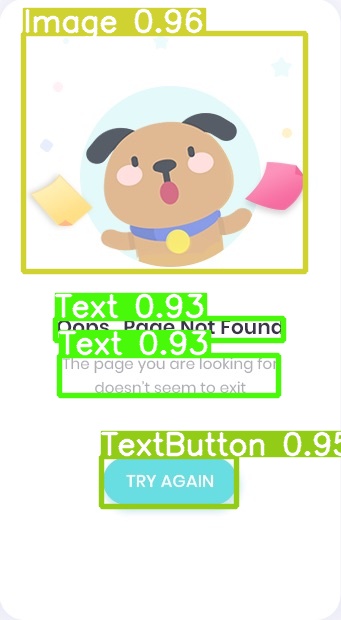 Image 0.96
Text 0.93
Oops, Page Not Found
Text 0.93
The page you are looking for
doesn't seem to exit
TextButton 0.95
TRY AGAIN